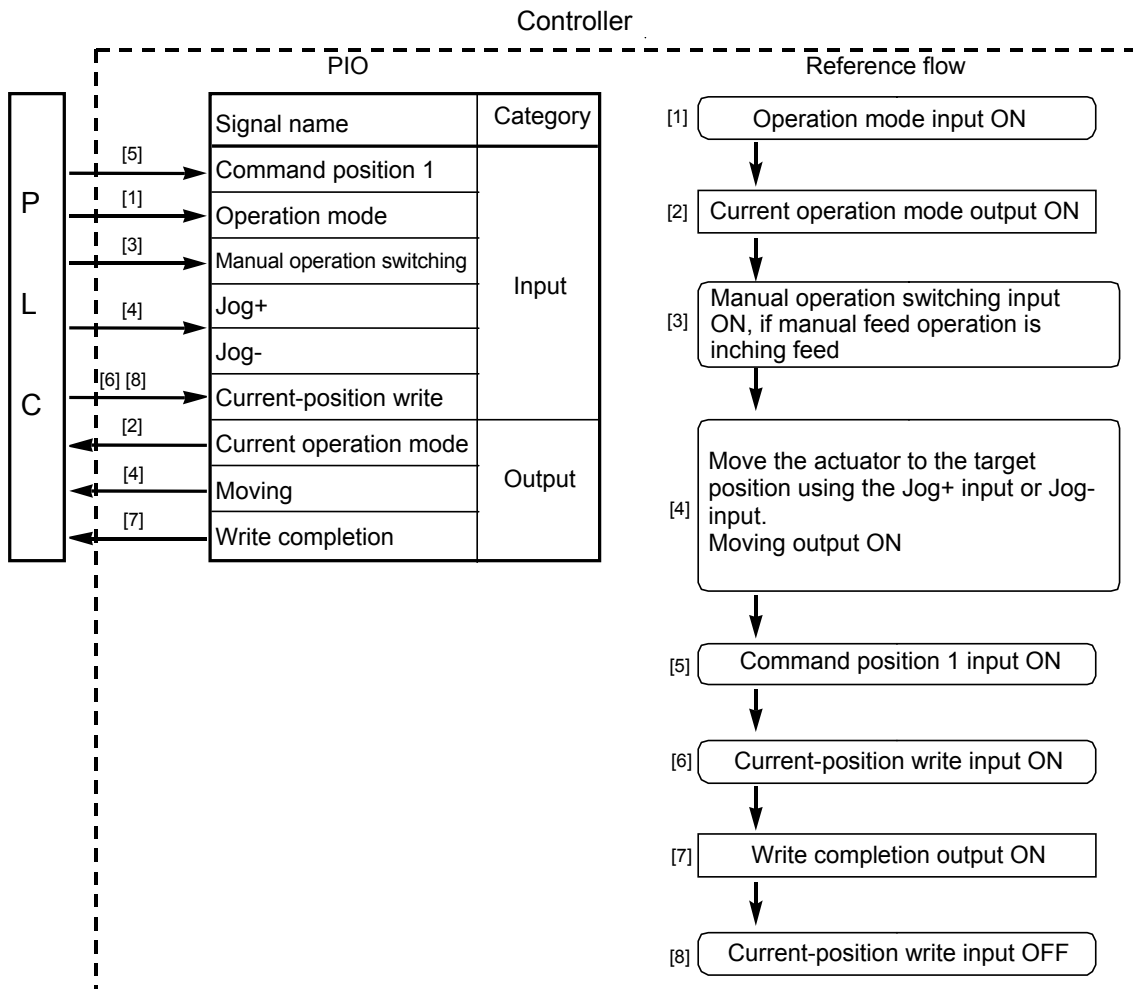 Controller
PIO
Reference flow
Signal name
Category
[5]
Command position 1
[1]
Operation mode
[3]
Manual operation switching
[4]
Jog+
Jog-
[6] [8]
Current-position write
Input
[2]
Current operation mode
[4]
Moving
[7]
Write completion
Output
P
L
C
[1]
Operation mode input ON
[2]
Current operation mode output ON
[3]
Manual operation switching input
ON, if manual feed operation is
inching feed
[4]
Move the actuator to the target
position using the Jog+ input or Jog-
input.
Moving output ON
[5]
Command position 1 input ON
[6]
Current-position write input ON
[7]
Write completion output ON
[8]
Current-position write input OFF